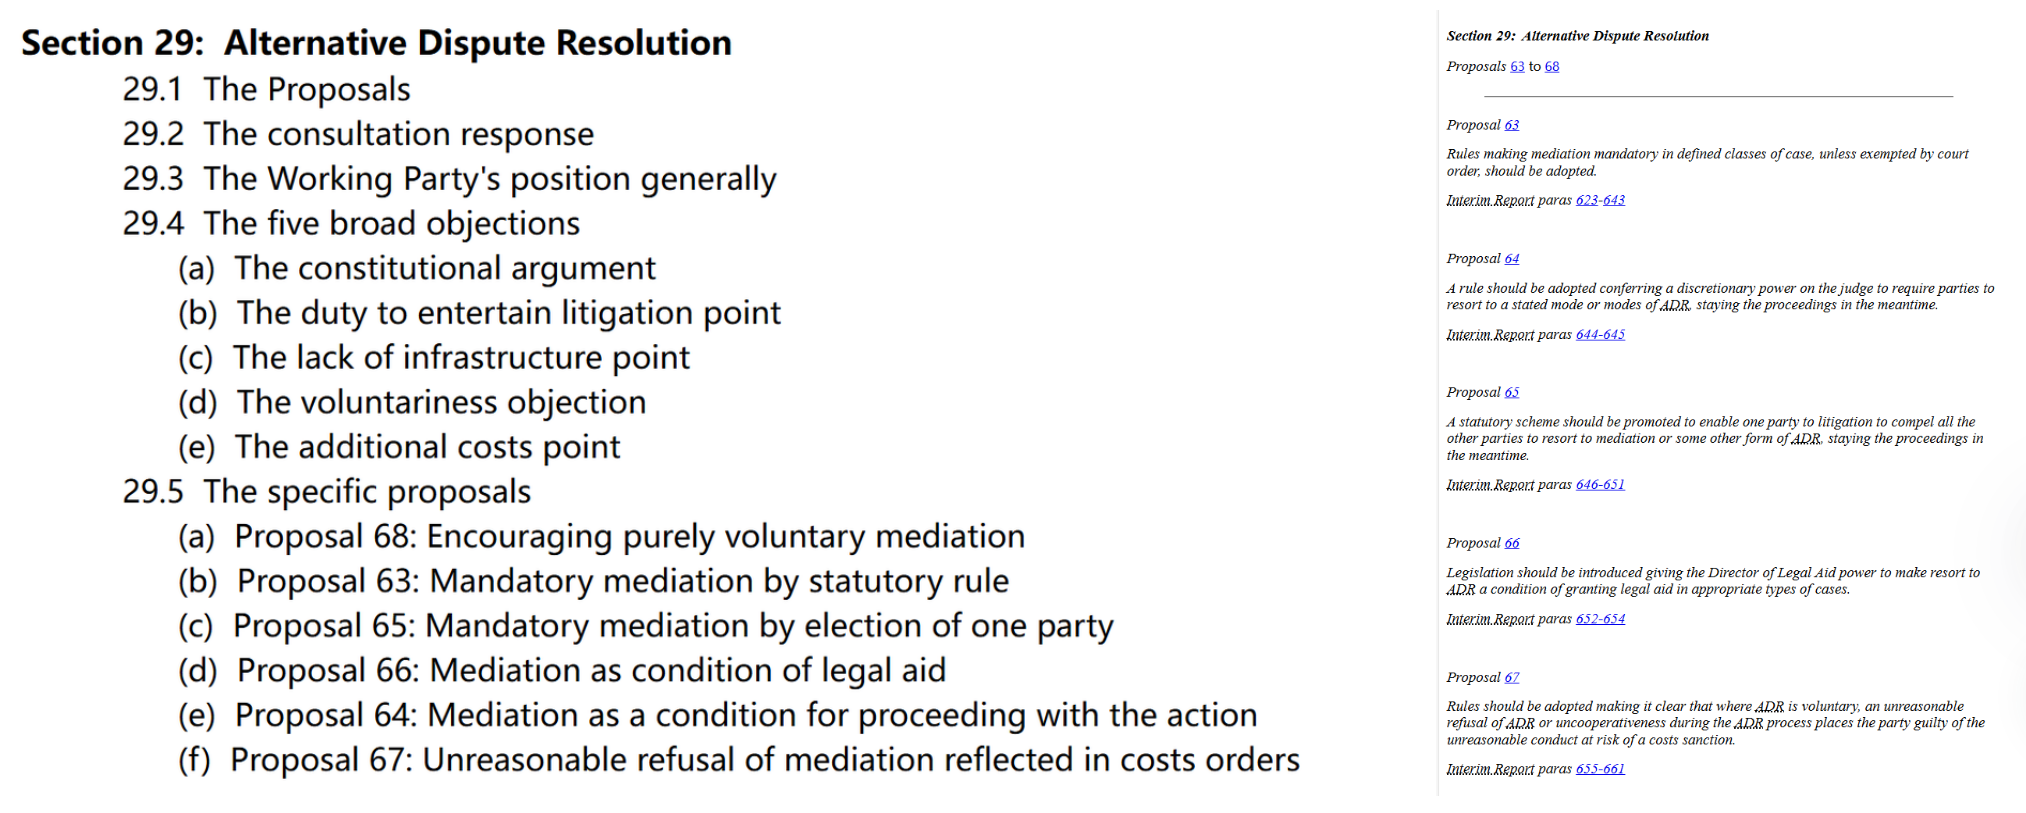 Section 29:  Alternative Dispute Resolution
29.1  The Proposals
29.2  The consultation response
29.3  The Working Party's position generally
29.4  The five broad objections
(a)  The constitutional argument
(b)  The duty to entertain litigation point
(c)  The lack of infrastructure point
(d)  The voluntariness objection
(e)  The additional costs point
29.5  The specific proposals
(a)  Proposal 68: Encouraging purely voluntary mediation
(b)  Proposal 63: Mandatory mediation by statutory rule
(c)  Proposal 65: Mandatory mediation by election of one party
(d)  Proposal 66: Mediation as condition of legal aid
(e)  Proposal 64: Mediation as a condition for proceeding with the action
(f)  Proposal 67: Unreasonable refusal of mediation reflected in costs orders
Section 29:  Alternative Dispute Resolution
Proposals 63 to 68
Proposal 63
Rules making mediation mandatory in defined classes of case, unless exempted by court
order, should be adopted.
Interim Report paras 623-643
Proposal 64
A rule should be adopted conferring a discretionary power on the judge to require parties to
resort to a stated mode or modes of ADR, staying the proceedings in the meantime.
Interim Report paras 644-645
Proposal 65
A statutory scheme should be promoted to enable one party to litigation to compel all the
other parties to resort to mediation or some other form of ADR, staying the proceedings in
the meantime.
Interim Report paras 646-651
Proposal 66
Legislation should be introduced giving the Director of Legal Aid power to make resort to
ADR a condition of granting legal aid in appropriate types of cases.
Interim Report paras 652-654
Proposal 67
Rules should be adopted making it clear that where ADR is voluntary, an unreasonable
refusal of ADR or uncooperativeness during the ADR process places the party guilty of the
unreasonable conduct at risk of a costs sanction.
Interim Report paras 655-661